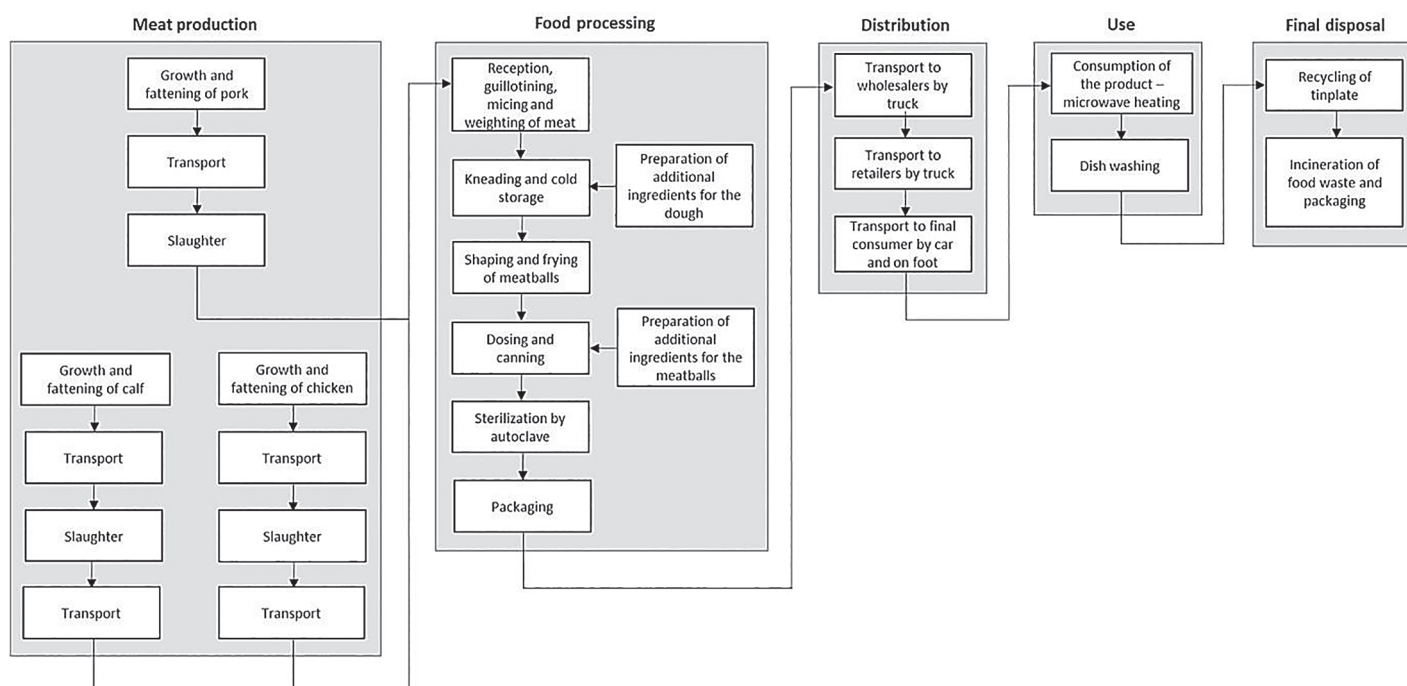 Meat production
Growth and
fattening of pork
Transport
Slaughter
Growth and
fattening of calf
Transport
Slaughter
Transport
Growth and
fattening of chicken
Transport
Slaughter
Transport
Food processing
Reception,
guillotining,
micing and
weighting of meat
Kneading and cold
storage
Preparation of
additional
ingredients for the
dough
Shaping and frying
of meatballs
Dosing and
canning
Preparation of
additional
ingredients for the
meatballs
Sterilization by
autoclave
Packaging
Distribution
Transport to
wholesalers by
truck
Transport to
retailers by truck
Transport to final
consumer by car
and on foot
Use
Consumption of
the product –
microwave heating
Dish washing
Final disposal
Recycling of
tinplate
Incineration of
food waste and
packaging